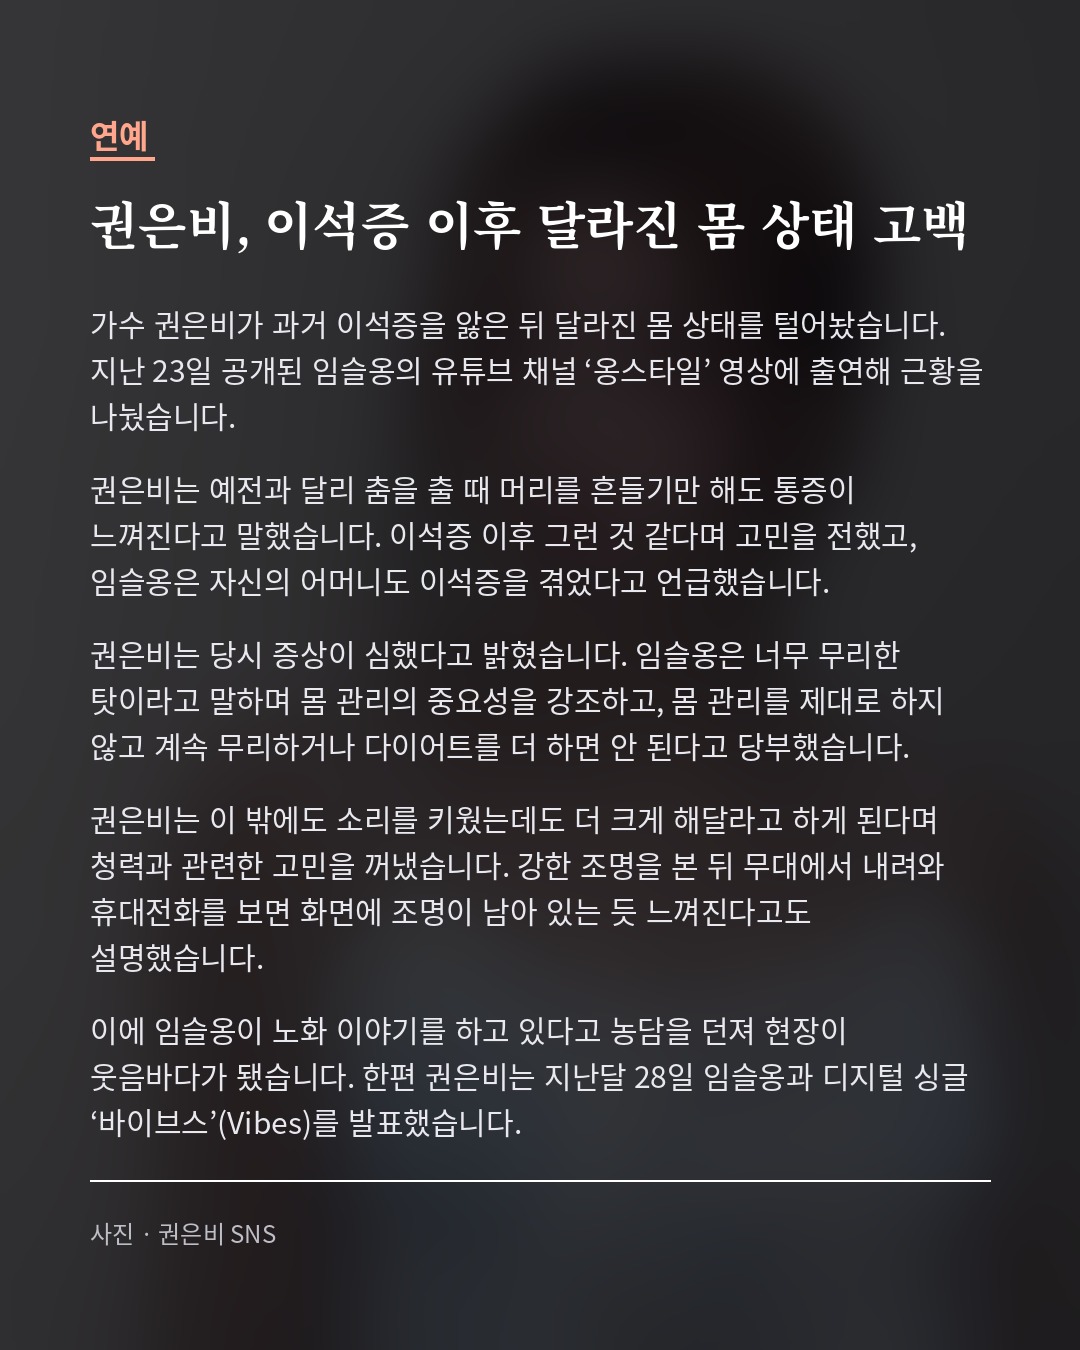 연예
권은비, 이석증 이후 달라진 몸 상태 고백
가수 권은비가 과거 이석증을 앓은 뒤 달라진 몸 상태를 털어놨습니다.
지난 23일 공개된 임슬옹의 유튜브 채널 ‘옹스타일’ 영상에 출연해 근황을
나눴습니다.
권은비는 예전과 달리 춤을 출 때 머리를 흔들기만 해도 통증이
느껴진다고 말했습니다. 이석증 이후 그런 것 같다며 고민을 전했고,
임슬옹은 자신의 어머니도 이석증을 겪었다고 언급했습니다.
권은비는 당시 증상이 심했다고 밝혔습니다. 임슬옹은 너무 무리한
탓이라고 말하며 몸 관리의 중요성을 강조하고, 몸 관리를 제대로 하지
않고 계속 무리하거나 다이어트를 더 하면 안 된다고 당부했습니다.
권은비는 이 밖에도 소리를 키웠는데도 더 크게 해달라고 하게 된다며
청력과 관련한 고민을 꺼냈습니다. 강한 조명을 본 뒤 무대에서 내려와
휴대전화를 보면 화면에 조명이 남아 있는 듯 느껴진다고도
설명했습니다.
이에 임슬옹이 노화 이야기를 하고 있다고 농담을 던져 현장이
웃음바다가 됐습니다. 한편 권은비는 지난달 28일 임슬옹과 디지털 싱글
‘바이브스’(Vibes)를 발표했습니다.
사진 · 권은비 SNS